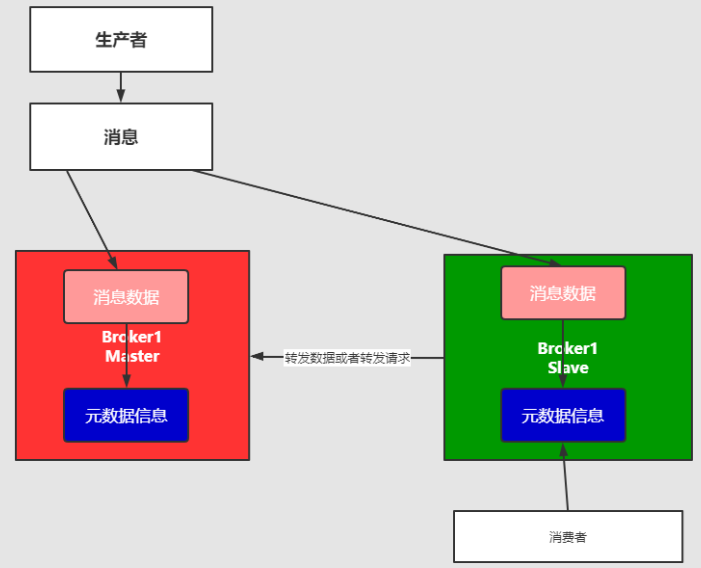 生产者
消息
消息数据
Broker1
Master
元数据信息
转发数据或者转发请求
消息数据
Broker1
Slave
元数据信息
消费者